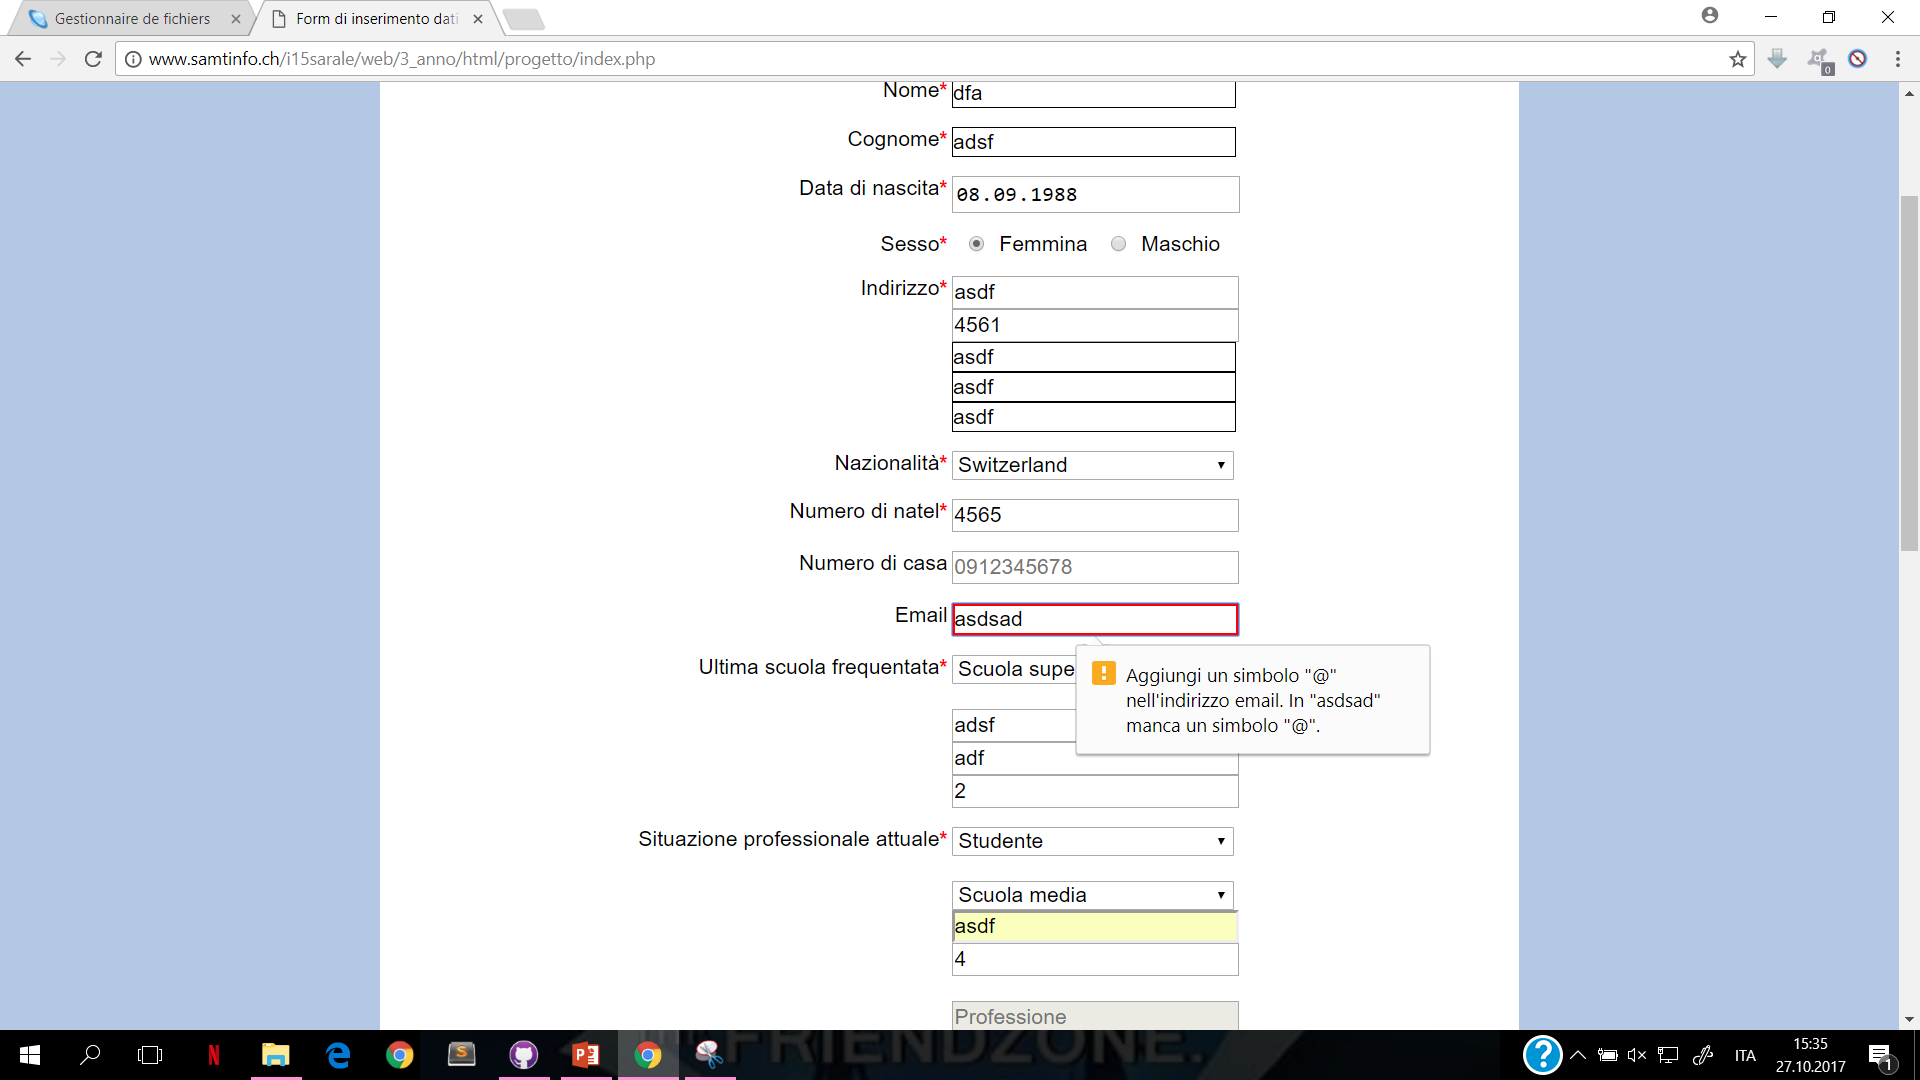 Gestionnaire de fichiers
Form di inserimento dati
www.samtinfo.ch/i15sarale/web/3_anno/html/progetto/index.php
0
Nome* dfa
Cognome* adsf
Data di nascita* 08.09.1988
Sesso* Femmina Maschio
Indirizzo* asdf
4561
asdf
asdf
asdf
Nazionalità* Switzerland
Numero di natel* 4565
Numero di casa 0912345678
Email asdsad
Ultima scuola frequentata* Scuola supe
Aggiungi un simbolo "@"
nell'indirizzo email. In "asdsad"
manca un simbolo "@".
adsf
adf
2
Situazione professionale attuale* Studente
Scuola media
asdf
4
Professione
FRIENDZONE.
ITA
15:35
27.10.2017
1